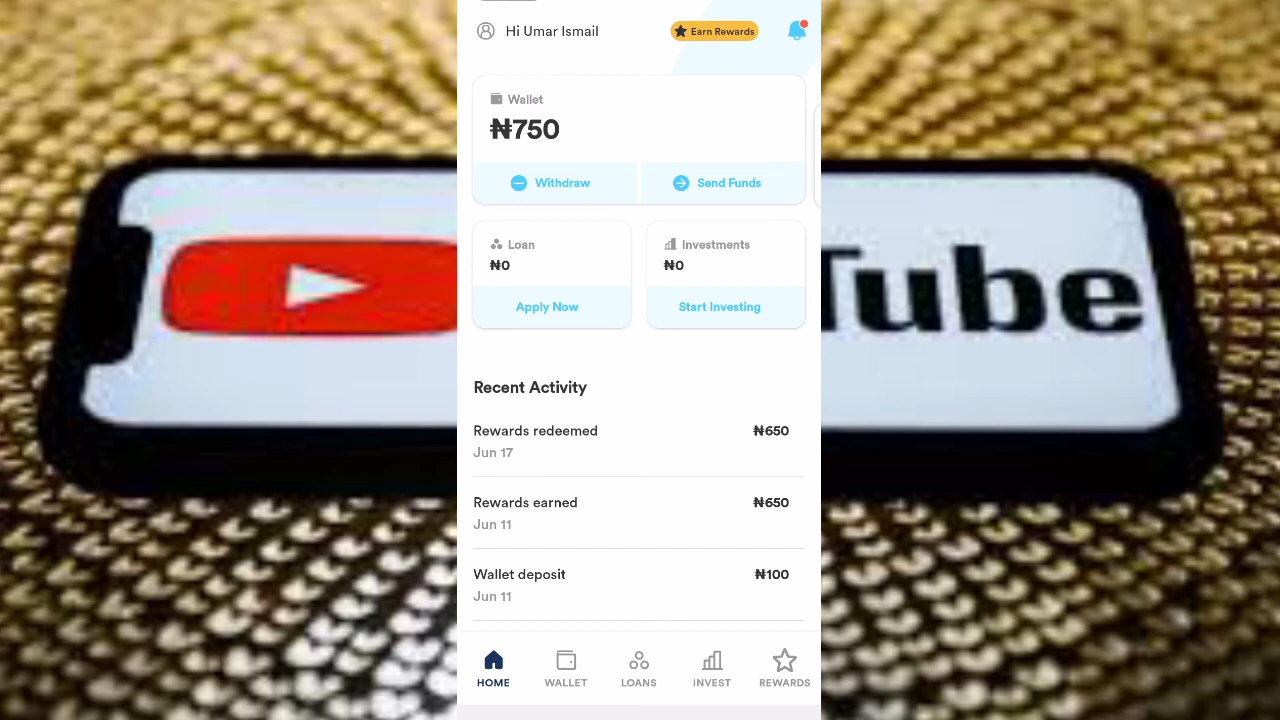 Hi Umar Ismail
Earn Rewards
Wallet
₦750
Withdraw
Send Funds
Loan
₦0
Apply Now
Investments
₦0
Start Investing
Tube
Recent Activity
Rewards redeemed
₦650
Jun 17
Rewards earned
₦650
Jun 11
Wallet deposit
₦100
Jun 11
HOME
WALLET
LOANS
INVEST
REWARDS